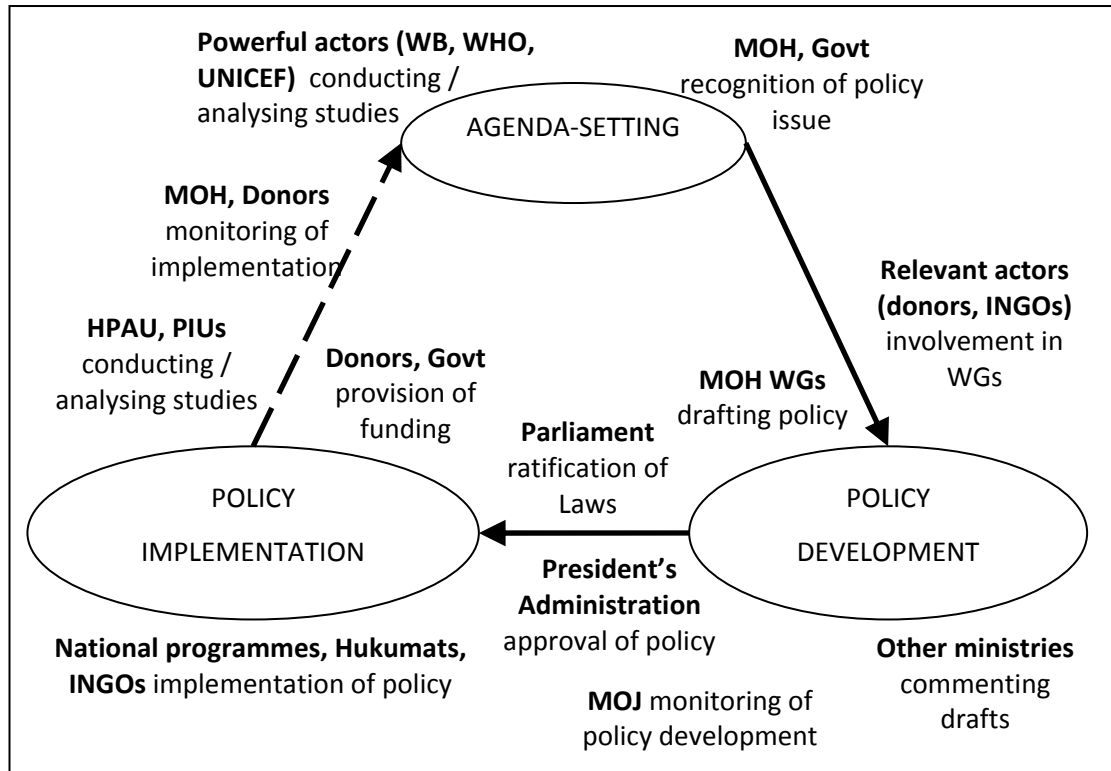 Powerful actors (WB, WHO,
UNICEF) conducting /
analysing studies
MOH, Govt
recognition of policy
issue
AGENDA-SETTING
MOH, Donors
monitoring of
implementation
Relevant actors
(donors, INGOs)
involvement in
WGs
HPAU, PIUs
conducting /
analysing studies
Donors, Govt
provision of
funding
MOH WGs
drafting policy
Parliament
ratification of
Laws
POLICY
IMPLEMENTATION
POLICY
DEVELOPMENT
President’s
Administration
approval of policy
National programmes, Hukumats,
INGOs implementation of policy
Other ministries
commenting
drafts
MOJ monitoring of
policy development